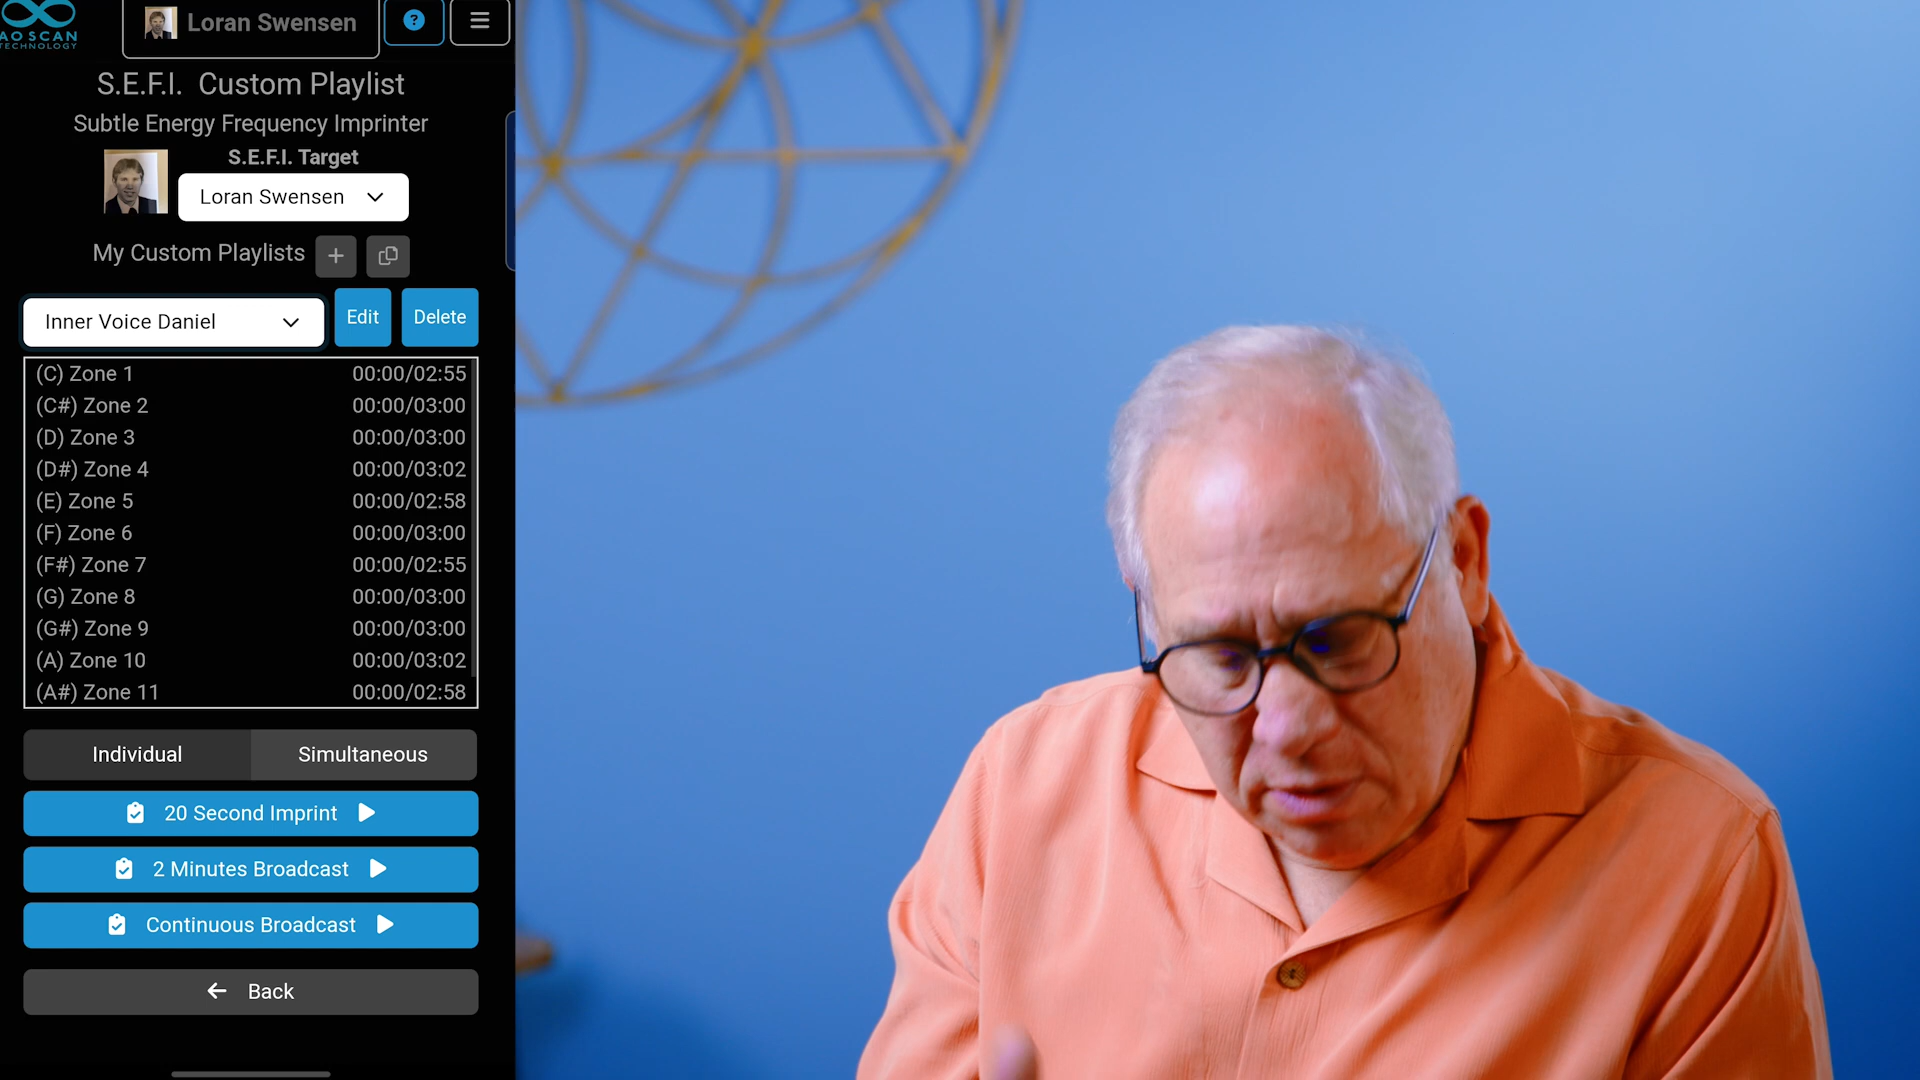 AO SCAN
TECHNOLOGY
Loran Swensen
?
S.E.F.I. Custom Playlist
Subtle Energy Frequency Imprinter
S.E.F.I. Target
Loran Swensen
My Custom Playlists +
Inner Voice Daniel Edit Delete
(C) Zone 1 00:00/02:55
(C#) Zone 2 00:00/03:00
(D) Zone 3 00:00/03:00
(D#) Zone 4 00:00/03:02
(E) Zone 5 00:00/02:58
(F) Zone 6 00:00/03:00
(F#) Zone 7 00:00/02:55
(G) Zone 8 00:00/03:00
(G#) Zone 9 00:00/03:00
(A) Zone 10 00:00/03:02
(A#) Zone 11 00:00/02:58
Individual Simultaneous
20 Second Imprint
2 Minutes Broadcast
Continuous Broadcast
Back